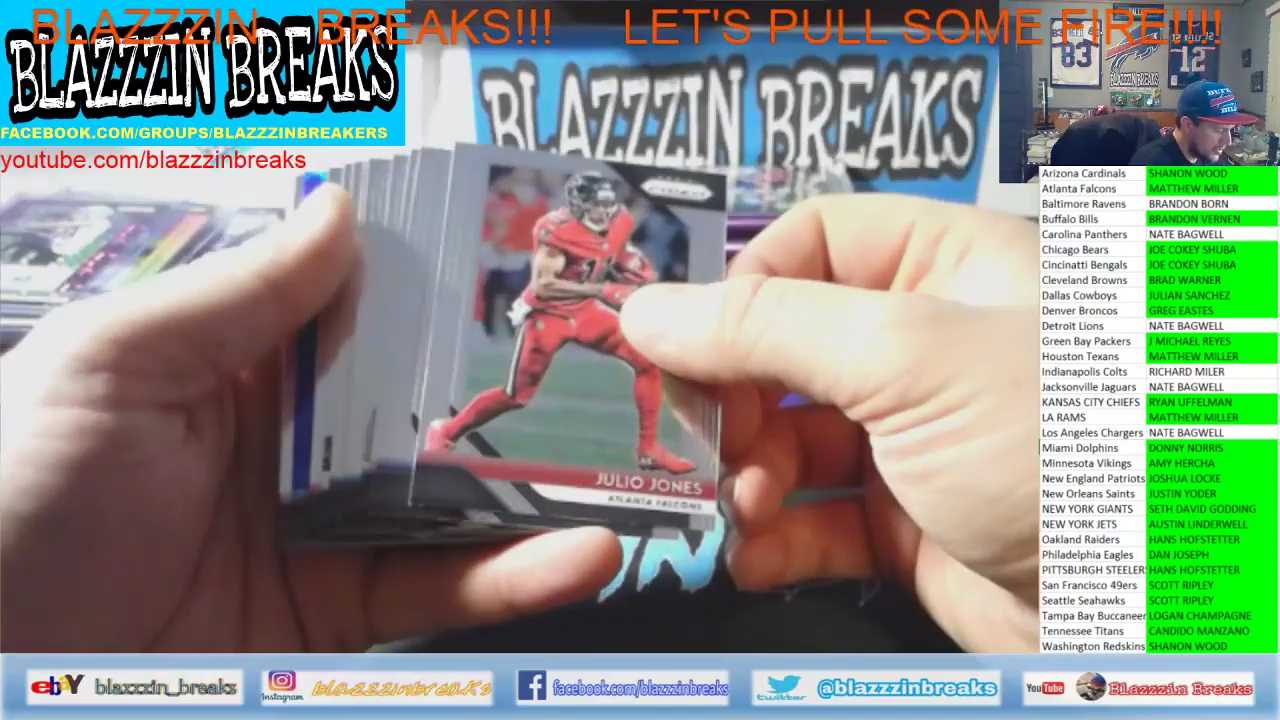 BLAZZZIN BREAKS!!! LET'S PULL SOME FIRE!!!!
BLAZZZIN BREAKS
FACEBOOK.COM/GROUPS/BLAZZZINBREAKERS
youtube.com/blazzzinbreaks
BLAZZZIN BREAKS
83
12
PRIZM
JULIO JONES
ATLANTA FALCONS
Arizona Cardinals SHANON WOOD
Atlanta Falcons MATTHEW MILLER
Baltimore Ravens BRANDON BORN
Buffalo Bills BRANDON VERNEN
Carolina Panthers NATE BAGWELL
Chicago Bears JOE COKEY SHUBA
Cincinatti Bengals JOE COKEY SHUBA
Cleveland Browns BRAD WARNER
Dallas Cowboys JULIAN SANCHEZ
Denver Broncos GREG EASTES
Detroit Lions NATE BAGWELL
Green Bay Packers J MICHAEL REYES
Houston Texans MATTHEW MILLER
Indianapolis Colts RICHARD MILER
Jacksonville Jaguars NATE BAGWELL
KANSAS CITY CHIEFS RYAN UFFELMAN
LA RAMS MATTHEW MILLER
Los Angeles Chargers NATE BAGWELL
Miami Dolphins DONNY NORRIS
Minnesota Vikings AMY HERCHA
New England Patriots JOSHUA LOCKE
New Orleans Saints JUSTIN YODER
NEW YORK GIANTS SETH DAVID GODDING
NEW YORK JETS AUSTIN LINDERWELL
Oakland Raiders HANS HOFSTETTER
Philadelphia Eagles DAN JOSEPH
PITTSBURGH STEELER HANS HOFSTETTER
San Francisco 49ers SCOTT RIPLEY
Seattle Seahawks SCOTT RIPLEY
Tampa Bay Buccaneer LOGAN CHAMPAGNE
Tennessee Titans CANDIDO MANZANO
Washington Redskins SHANON WOOD
ebay blazzzin_breaks
Instagram blazzzinbreaks
facebook.com/blazzzinbreaks
twitter @blazzzinbreaks
YouTube Blazzzin Breaks